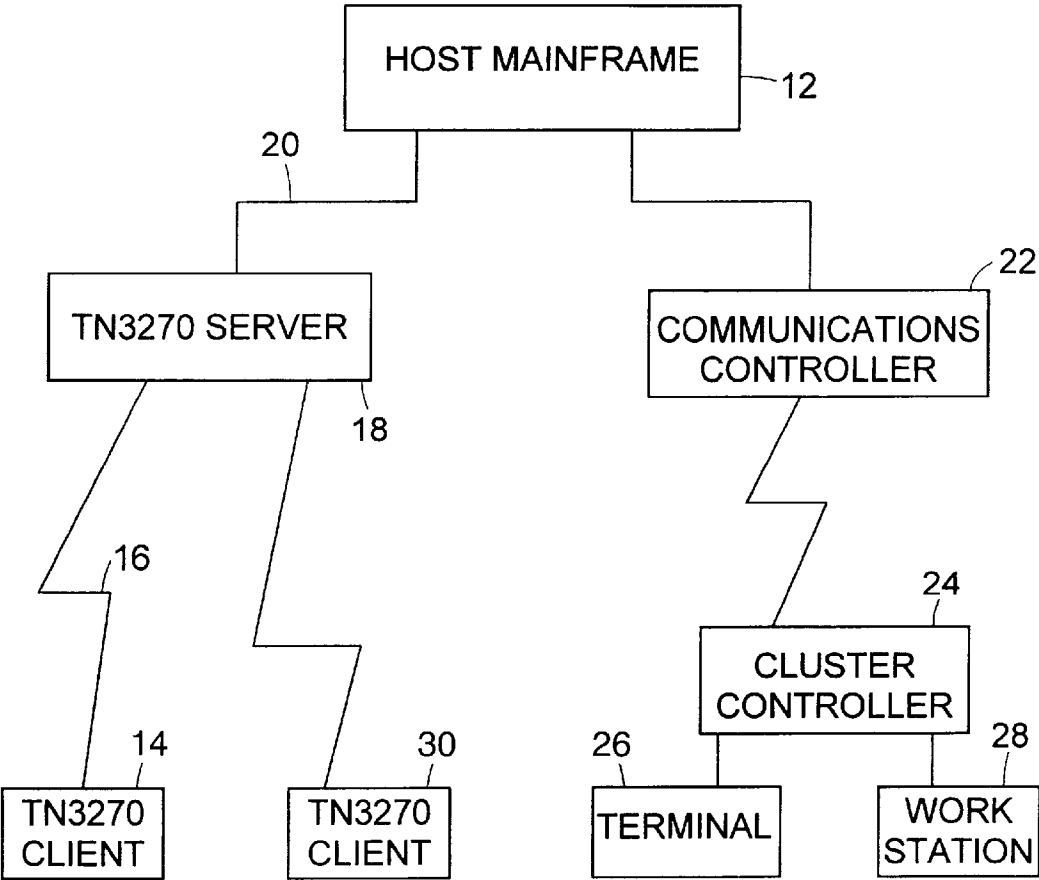 HOST MAINFRAME
12
20
TN3270 SERVER
18
22
COMMUNICATIONS
CONTROLLER
16
24
CLUSTER
CONTROLLER
14
30
26
28
TN3270
CLIENT
TN3270
CLIENT
TERMINAL
WORK
STATION